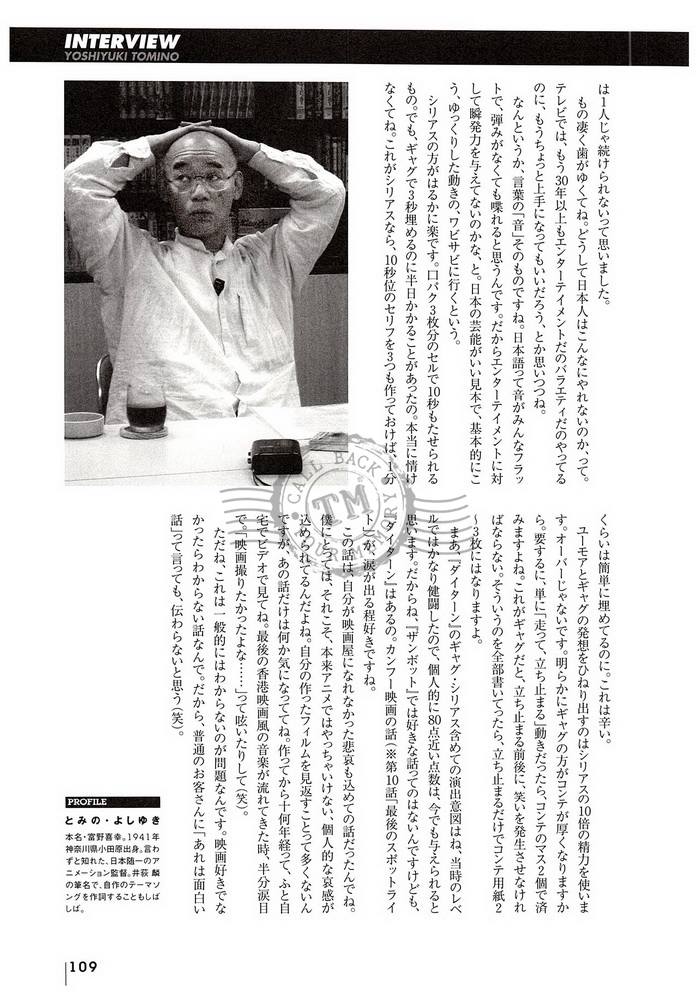 INTERVIEW
YOSHIYUKI TOMINO
は1人じゃ続けられないって思いました。
もの凄く歯がゆくてね。どうして日本人はこんなにやれないのか、って。
テレビでは、もう30年以上もエンターテイメントだのバラエティだのやってる
のに、もうちょっと上手になってもいいだろう、とか思いつつね。
なんというか、言葉の「音」そのものですね。日本語って音がみんなフラッ
トで、弾みがなくても喋れると思うんです。だからエンターテイメントに対
して瞬発力を与えてないのかな、と。日本の芸能がいい見本で、基本的にこ
う、ゆっくりした動きの、ワビサビに行くという。
シリアスの方がはるかに楽です。口パク3枚分のセルで10秒もたせられる
もの。でも、ギャグで3秒埋めるのに半日かかることがあったの。本当に情け
なくてね。これがシリアスなら、10秒位のセリフを3つも作っておけば、1分
くらいは簡単に埋めてるのに。これは辛い。
ユーモアとギャグの発想をひねり出すのはシリアスの10倍の精力を使いま
す。オーバーじゃないです。明らかにギャグの方がコンテが厚くなりますか
ら。要するに、単に「走って、立ち止まる」動きだったら、コンテのマス2個で済
みますよね。これがギャグだと、立ち止まる前後に、笑いを発生させなけれ
ばならない。そういうのを全部書いてったら、立ち止まるだけでコンテ用紙2
〜3枚にはなりますよ。
まあ、『ダイターン』のギャグ・シリアス含めての演出意図はね、当時のレベ
ルではかなり健闘したので、個人的に80点近い点数は、今でも与えられると
思います。だからね、『ザンボット』では好きな話ってのはないんですけども、
『ダイターン』はあるの。カンフー映画の話(※第10話「最後のスポットライ
ト」)が、涙が出る程好きですね。
この話は、自分が映画屋になれなかった悲哀も込めての話だったんでね。
僕にとっては、それこそ、本来アニメではやっちゃいけない、個人的な哀感が
込められてるんだよね。自分の作ったフィルムを見返すことって多くないん
ですが、あの話だけは何か気になっててね。作ってから十何年経って、ふと自
宅でビデオで見てね。最後の香港映画風の音楽が流れてきた時、半分涙目
で。「映画撮りたかったよな……」って呟いたりして(笑)。
ただね、これは一般的にはわからないのが問題なんです。映画好きでな
かったらわからない話なんで。だから、普通のお客さんに「あれは面白い
話」って言っても、伝わらないと思う(笑)。
CALL BACK
TM
PROFILE
とみの・よしゆき
本名・富野喜幸。1941年
神奈川県小田原出身。言わ
ずと知れた、日本随一のア
ニメーション監督。井荻 麟
の筆名で、自作のテーマソ
ングを作詞することもしば
しば。
109